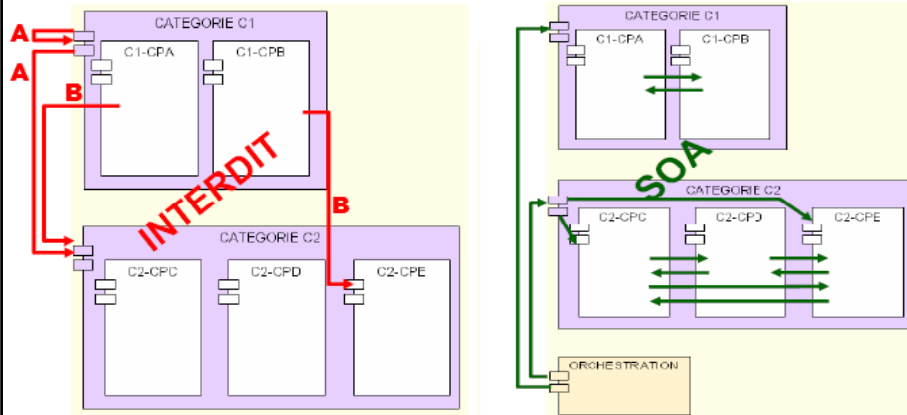 CATEGORIE C1
A
C1-CPA
C1-CPB
A
B
INTERDIT
B
CATEGORIE C2
C2-CPC
C2-CPD
C2-CPE
CATEGORIE C1
C1-CPA
C1-CPB
SOA
CATEGORIE C2
C2-CPC
C2-CPD
C2-CPE
ORCHESTRATION